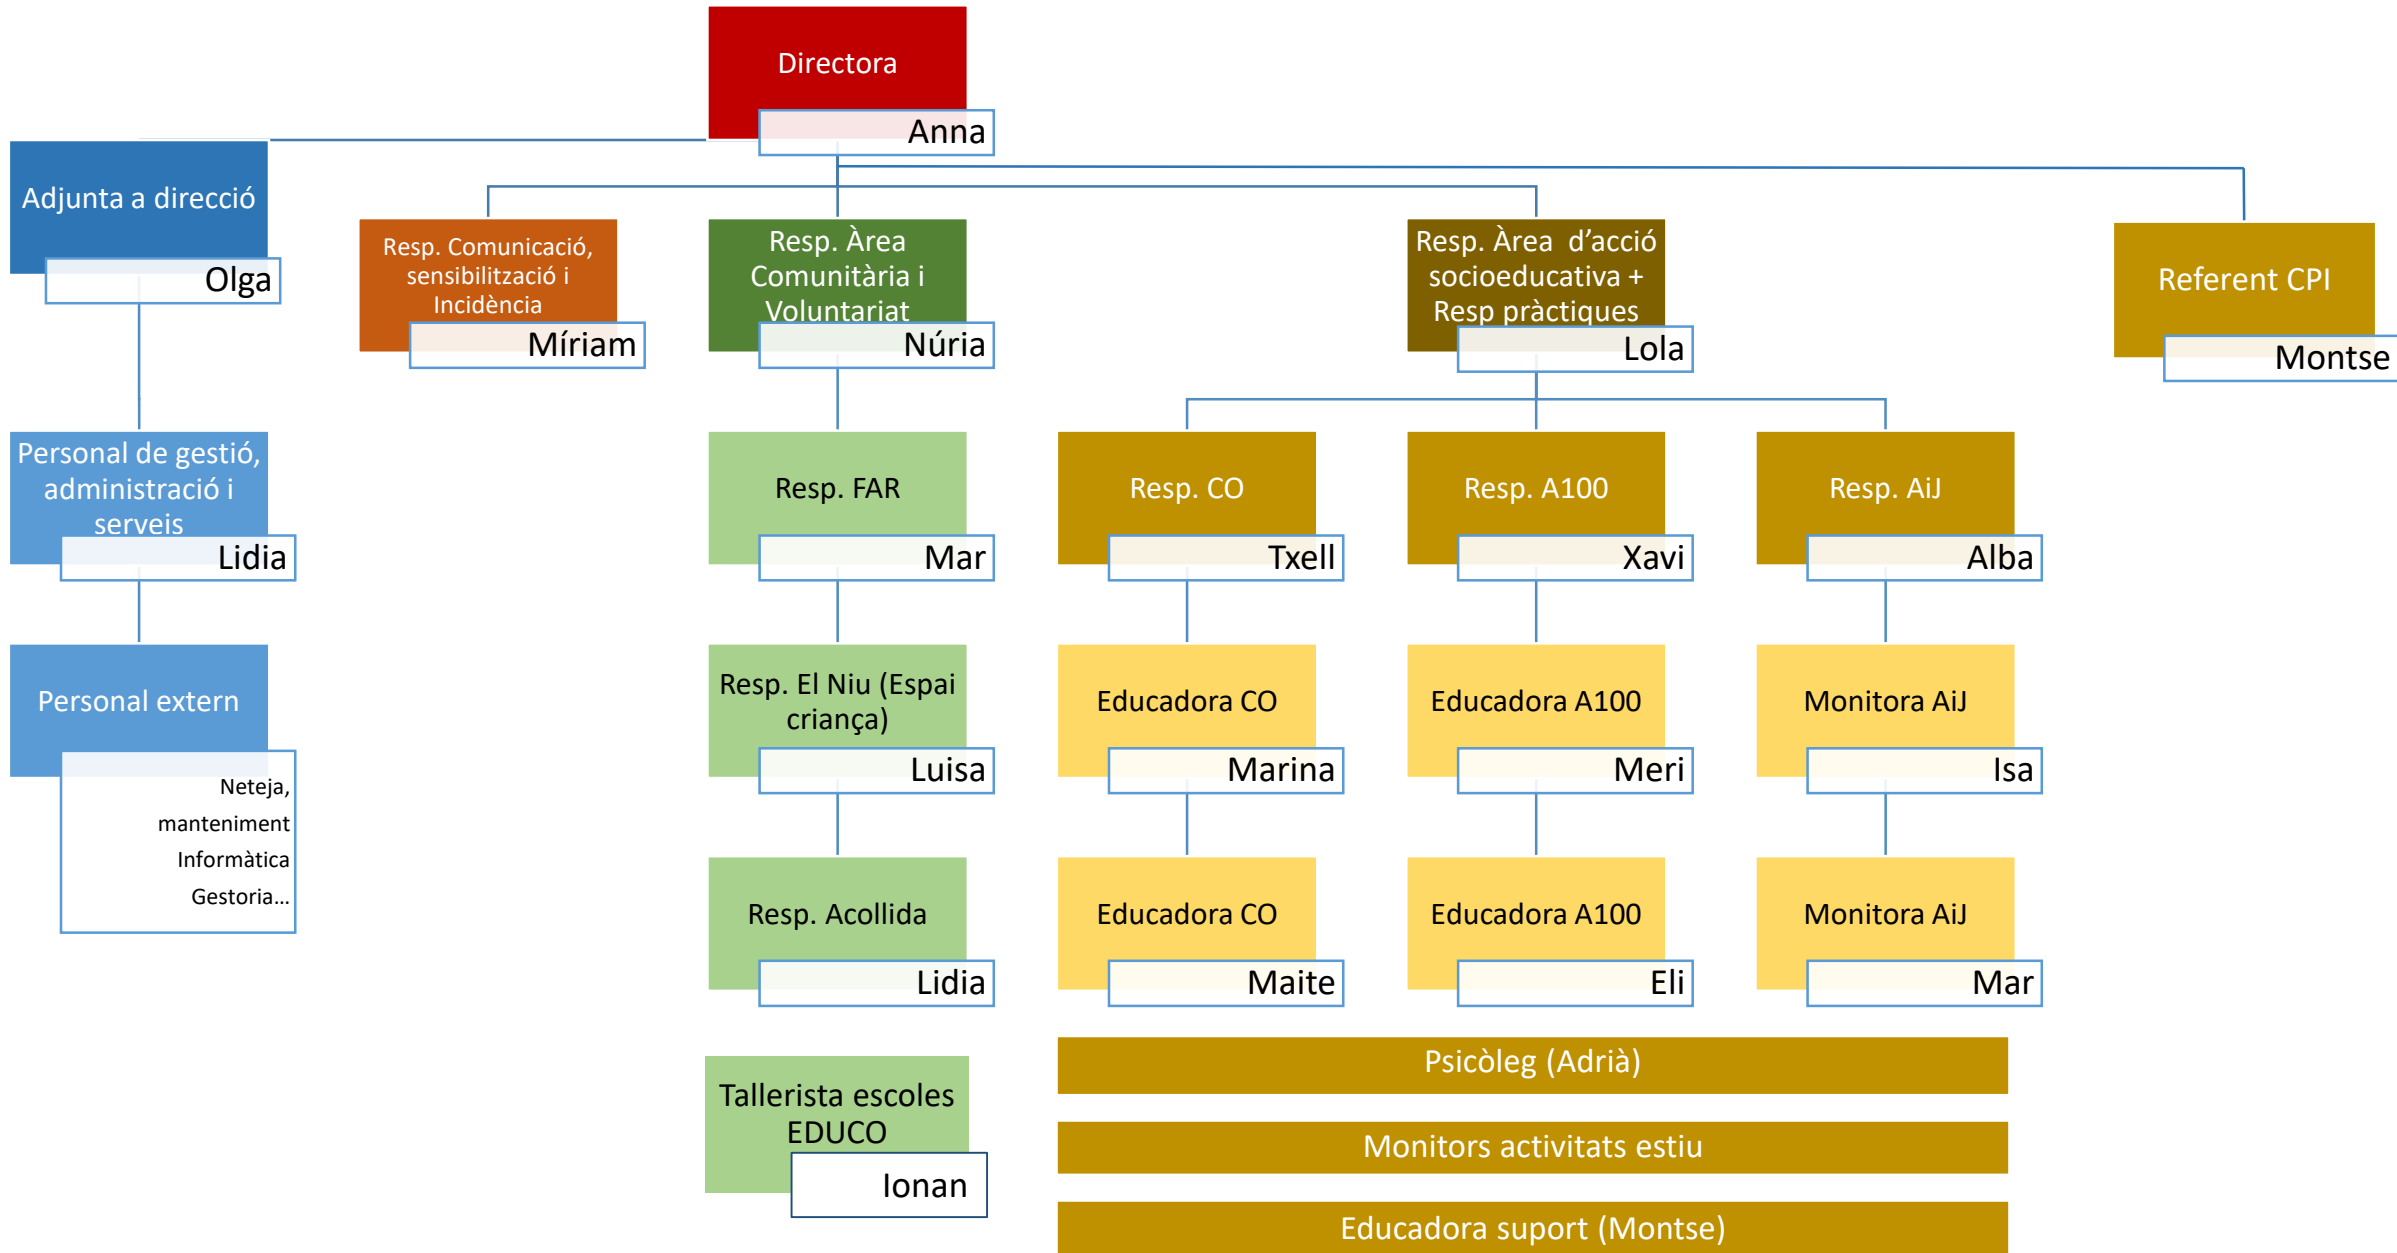 Directora
Anna
Adjunta a direcció
Olga
Resp. Comunicació,
sensibilització i
Incidència
Míriam
Resp. Àrea
Comunitària i
Voluntariat
Núria
Resp. Àrea d’acció
socioeducativa +
Resp pràctiques
Lola
Referent CPI
Montse
Personal de gestió,
administració i
serveis
Lidia
Resp. FAR
Mar
Resp. CO
Txell
Resp. A100
Xavi
Resp. AiJ
Alba
Personal extern
Neteja,
manteniment
Informàtica
Gestoria...
Resp. El Niu (Espai
criança)
Luisa
Educadora CO
Marina
Educadora A100
Meri
Monitora AiJ
Isa
Resp. Acollida
Lidia
Educadora CO
Maite
Educadora A100
Eli
Monitora AiJ
Mar
Tallerista escoles
EDUCO
Ionan
Psicòleg (Adrià)
Monitors activitats estiu
Educadora suport (Montse)